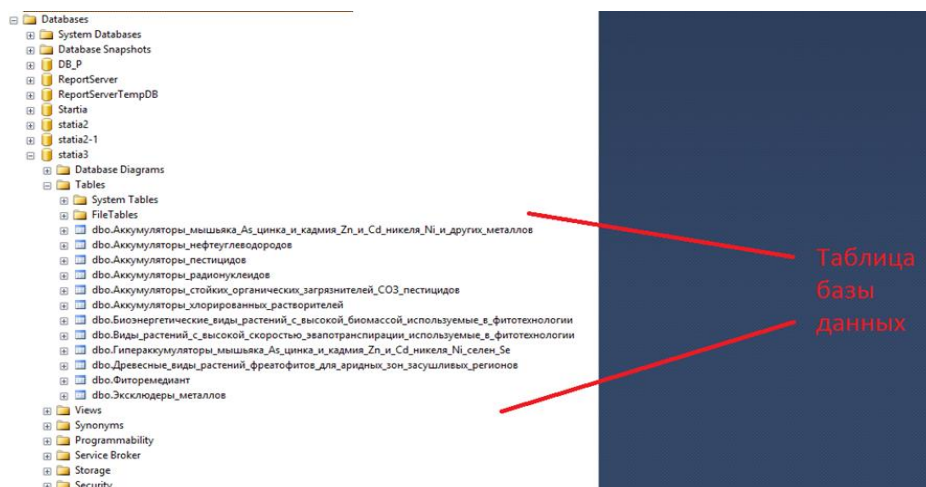 Databases
System Databases
Database Snapshots
DB_P
ReportServer
ReportServerTempDB
Startia
statia2
statia2-1
statia3
Database Diagrams
Tables
System Tables
FileTables
dbo.Аккумуляторы_мышьяка_As_цинка_и_кадмия_Zn_и_Cd_никеля_Ni_и_других_металлов
dbo.Аккумуляторы_нефтеуглеводородов
dbo.Аккумуляторы_пестицидов
dbo.Аккумуляторы_радионуклеидов
dbo.Аккумуляторы_стойких_органических_загрязнителей_СОЗ_пестицидов
dbo.Аккумуляторы_хлорированных_растворителей
dbo.Биоэнергетические_виды_растений_с_высокой_биомассой_используемые_в_фитотехнологии
dbo.Виды_растений_с_высокой_скоростью_эвапотранспирации_используемые_в_фитотехнологии
dbo.Гипераккумуляторы_мышьяка_As_цинка_и_кадмия_Zn_и_Cd_никеля_Ni_селен_Se
dbo.Древесные_виды_растений_фреатофитов_для_аридных_зон_засушливых_регионов
dbo.Фиторемедиант
dbo.Эксклюдеры_металлов
Views
Synonyms
Programmability
Service Broker
Storage
Security
Таблица
базы
данных